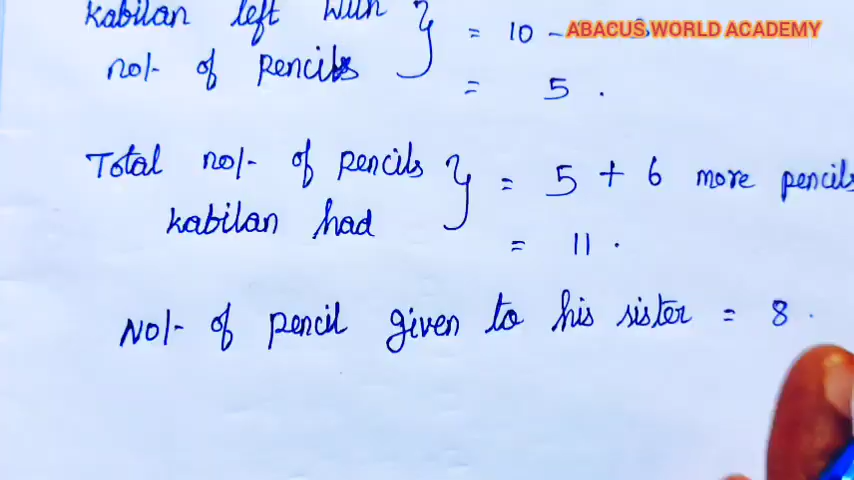 kabilan left with } = 10 -
ABACUS WORLD ACADEMY
no/- of pencils = 5 .
Total no/- of pencils } = 5 + 6 more pencils
kabilan had = 11 .
No/- of pencil given to his sister = 8 .